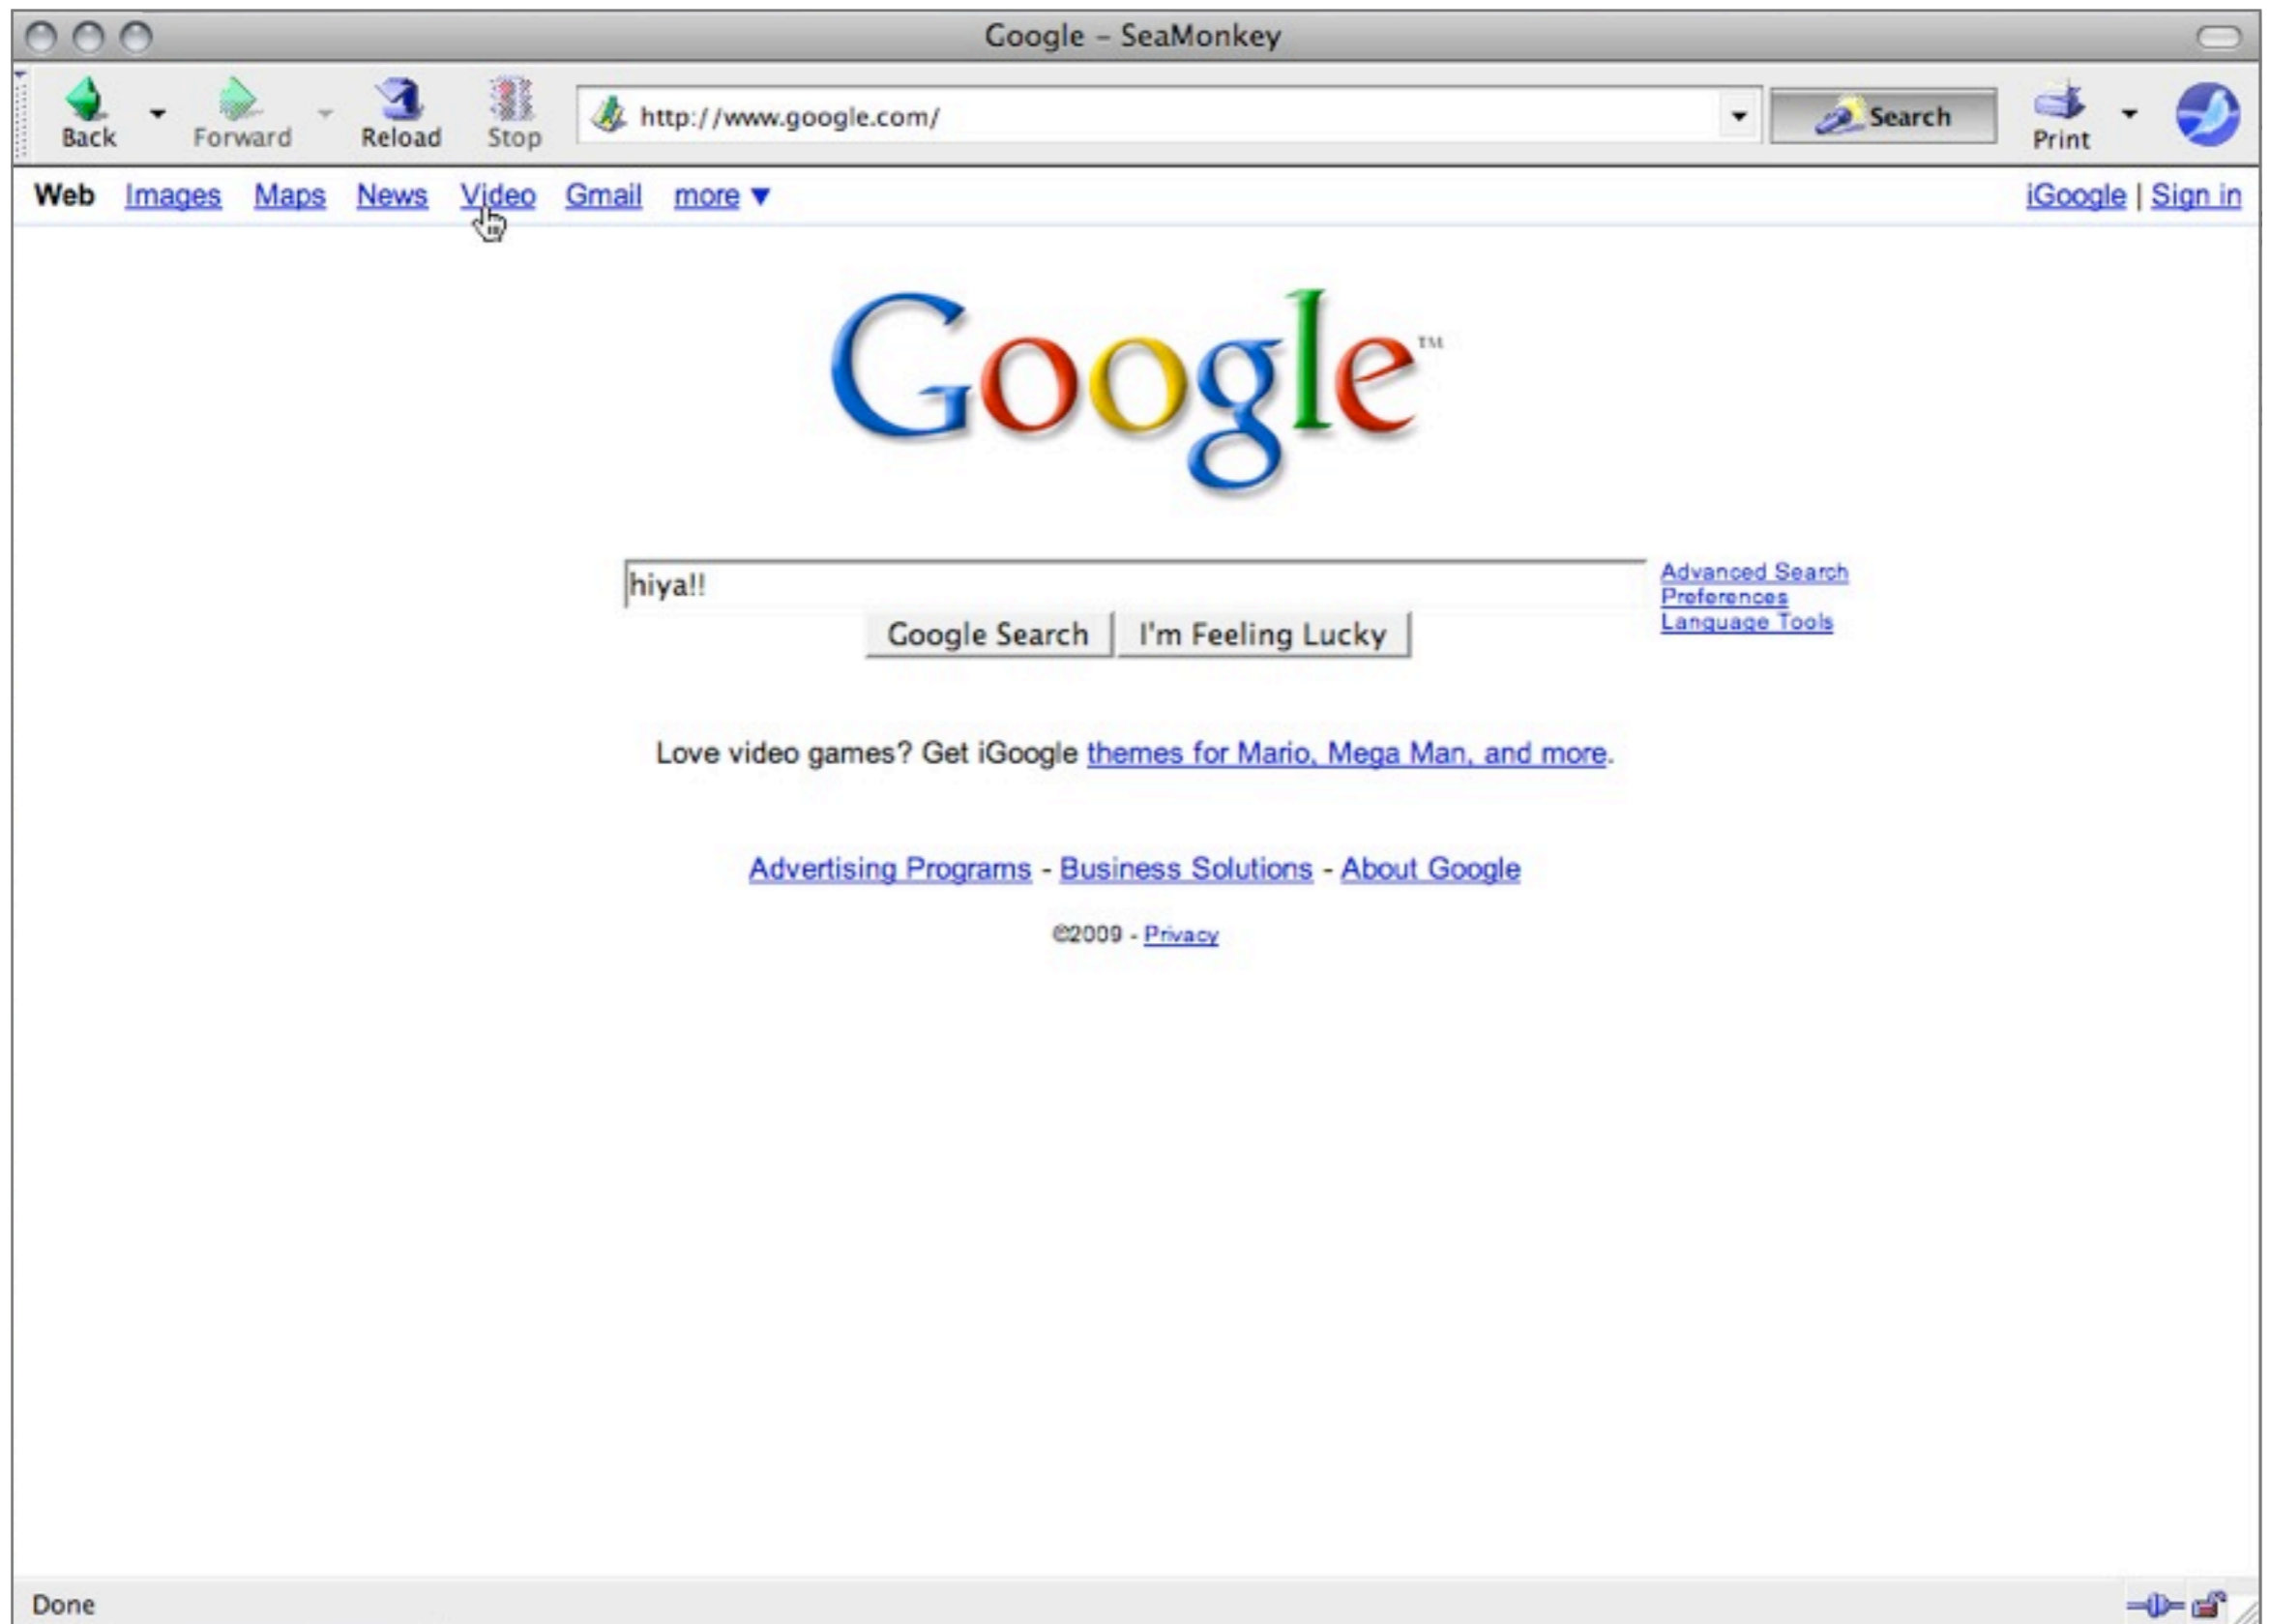 Google – SeaMonkey
Back Forward Reload Stop http://www.google.com/ Search Print
Web Images Maps News Video Gmail more ▼ iGoogle | Sign in
Google™
hiya!!
Advanced Search
Preferences
Language Tools
Google Search I'm Feeling Lucky
Love video games? Get iGoogle themes for Mario, Mega Man, and more.
Advertising Programs - Business Solutions - About Google
©2009 - Privacy
Done